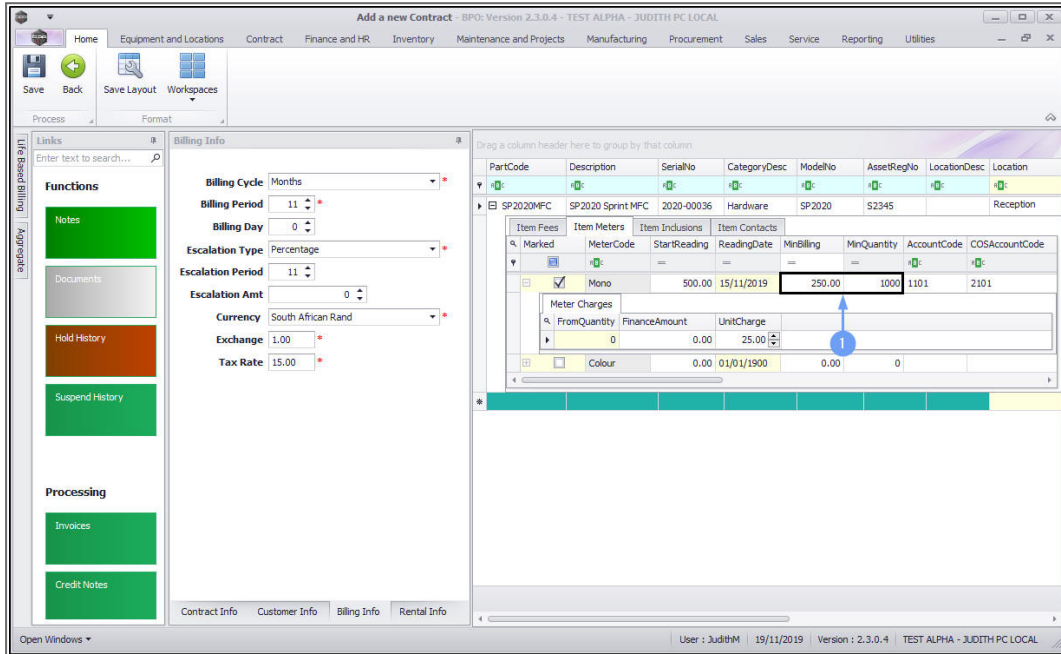 Add a new Contract - BPO: Version 2.3.0.4 - TEST ALPHA - JUDITH PC LOCAL
Home Equipment and Locations Contract Finance and HR Inventory Maintenance and Projects Manufacturing Procurement Sales Service Reporting Utilities
Save Back Save Layout Workspaces
Process Format
Life Based Billing
Aggregate
Links
Enter text to search...
Functions
Notes
Documents
Hold History
Suspend History
Processing
Invoices
Credit Notes
Billing Info
Billing Cycle Months *
Billing Period 11 *
Billing Day 0
Escalation Type Percentage *
Escalation Period 11
Escalation Amt 0
Currency South African Rand *
Exchange 1.00 *
Tax Rate 15.00 *
Contract Info Customer Info Billing Info Rental Info
Drag a column header here to group by that column
PartCode Description SerialNo CategoryDesc ModelNo AssetRegNo LocationDesc Location
SP2020MFC SP2020 Sprint MFC 2020-00036 Hardware SP2020 S2345 Reception
Item Fees Item Meters Item Inclusions Item Contacts
Marked MeterCode StartReading ReadingDate MinBilling MinQuantity AccountCode COSAccountCode
= = = =
Mono 500.00 15/11/2019 250.00 1000 1101 2101
Meter Charges
FromQuantity FinanceAmount UnitCharge
0 0.00 25.00
1
Colour 0.00 01/01/1900 0.00 0
Open Windows
User : JudithM 19/11/2019 Version : 2.3.0.4 TEST ALPHA - JUDITH PC LOCAL